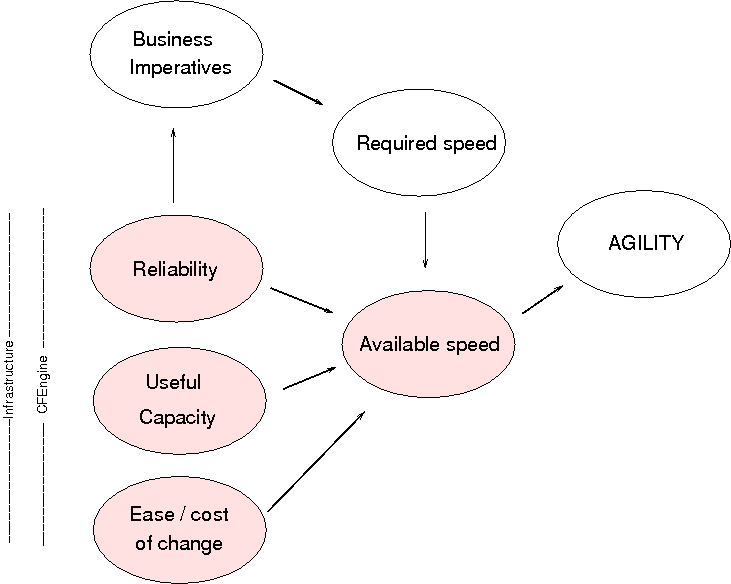 Business
Imperatives
Required speed
AGILITY
Reliability
Available speed
Useful
Capacity
Ease / cost
of change
Infrastructure
CFEngine